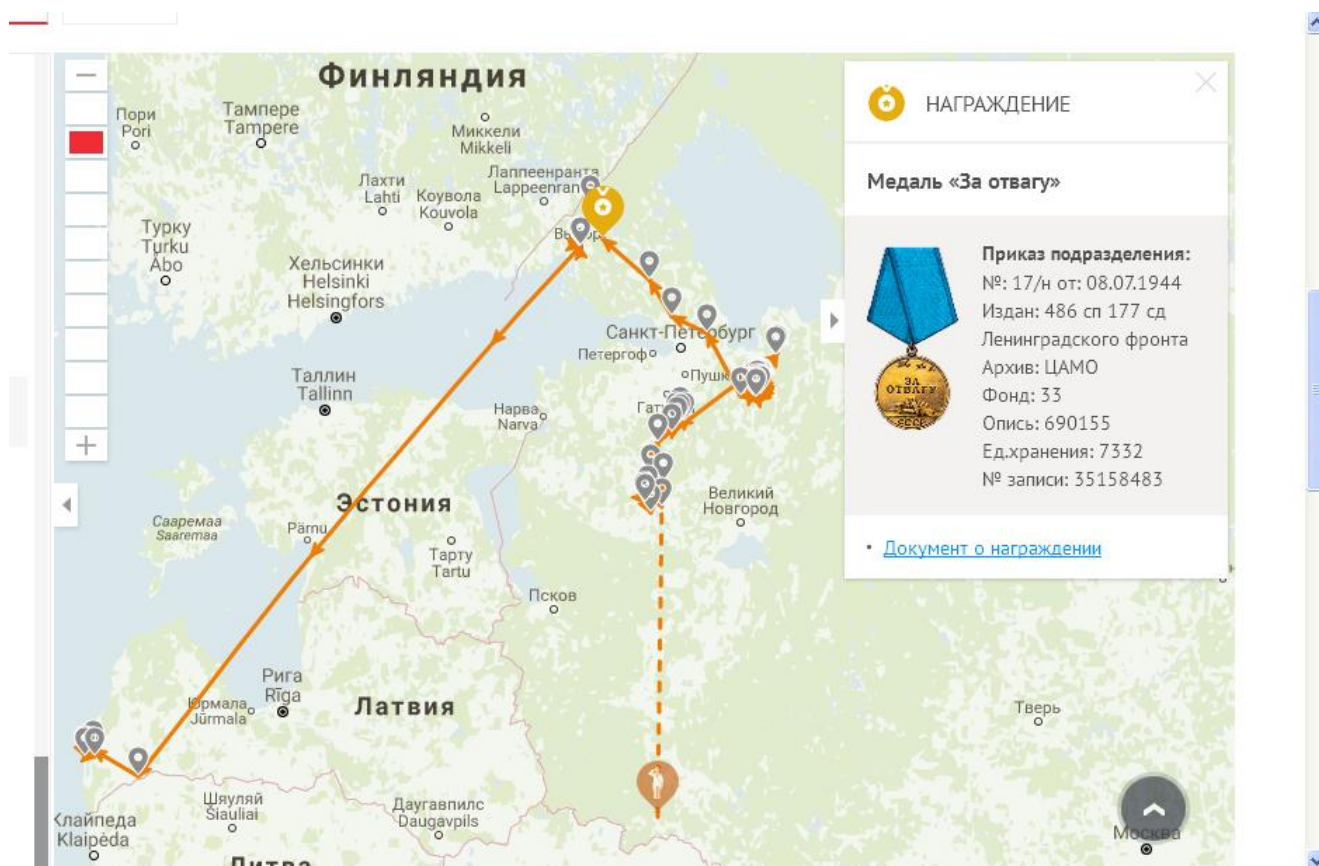 Финляндия
Пори
Pori
Тампере
Tampere
Миккели
Mikkeli
Лахти
Lahti
Коувола
Kouvola
Лаппеенранта
Турку
Turku
Åbo
Хельсинки
Helsinki
Helsingfors
Санкт-Петербург
Петергоф
Таллин
Tallinn
Нарва
Narva
Великий
Новгород
Эстония
Сааремаа
Saaremaa
Pärnu
Тарту
Tartu
Псков
Рига
Rīga
Юрмала
Jūrmala
Латвия
Тверь
Шяуляй
Šiauliai
Даугавпилс
Daugavpils
Клайпеда
Klaipėda
Москва
Литва
НАГРАЖДЕНИЕ
Медаль «За отвагу»
ЗА
ОТВАГУ
СССР
Приказ подразделения:
№: 17/н от: 08.07.1944
Издан: 486 сп 177 сд
Ленинградского фронта
Архив: ЦАМО
Фонд: 33
Опись: 690155
Ед.хранения: 7332
№ записи: 35158483
• Документ о награждении